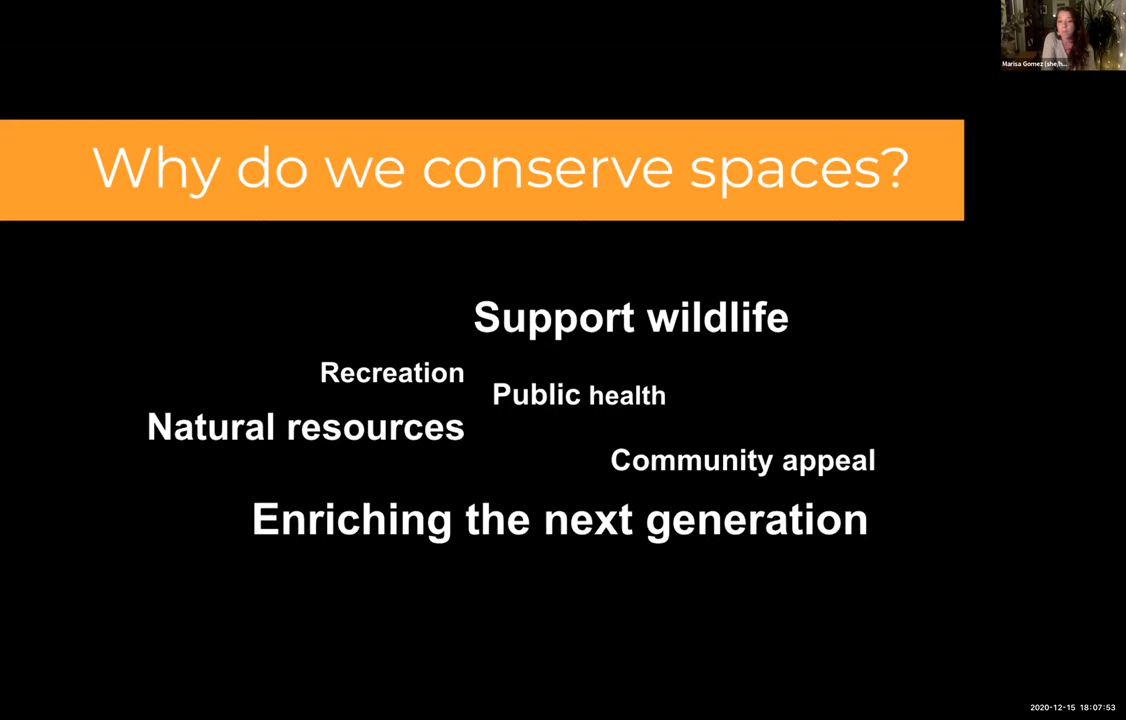 Marisa Gomez (she/h...
Why do we conserve spaces?
Support wildlife
Recreation
Public health
Natural resources
Community appeal
Enriching the next generation
2020-12-15 18:07:53